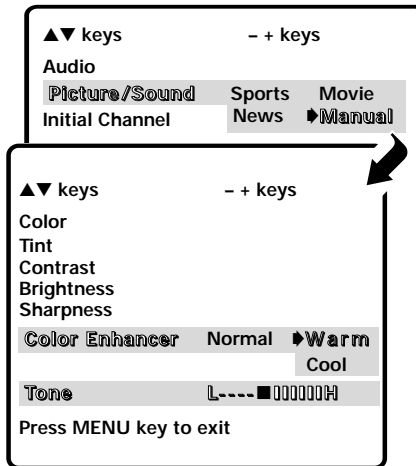 ▲▼ keys – + keys
Audio
Picture/Sound Sports Movie
Initial Channel News ➧Manual
▲▼ keys – + keys
Color
Tint
Contrast
Brightness
Sharpness
Color Enhancer Normal ➧Warm
Cool
Tone L----■IIIIIIH
Press MENU key to exit